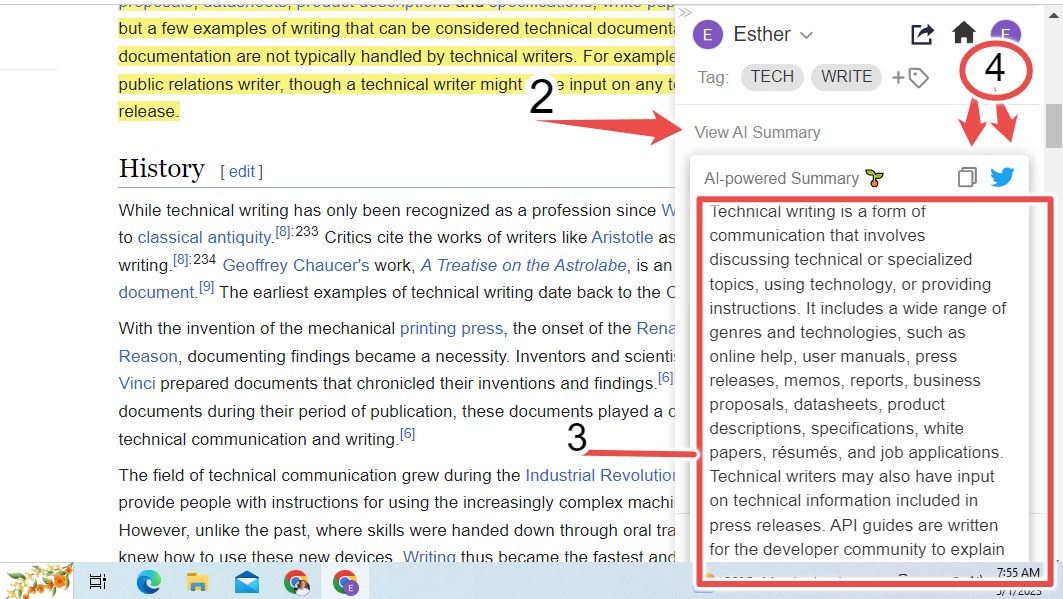 proposals, datasheets, product descriptions and specifications, white
but a few examples of writing that can be considered technical
documentation are not typically handled by technical writers. For example
public relations writer, though a technical writer might input on any
release.
2
History [ edit ]
While technical writing has only been recognized as a profession since
to classical antiquity.[8]:233 Critics cite the works of writers like Aristotle as
writing.[8]:234 Geoffrey Chaucer's work, A Treatise on the Astrolabe, is an
document.[9] The earliest examples of technical writing date back to the
With the invention of the mechanical printing press, the onset of the
Reason, documenting findings became a necessity. Inventors and
Vinci prepared documents that chronicled their inventions and findings.[6]
documents during their period of publication, these documents played a
technical communication and writing.[6]
3
The field of technical communication grew during the Industrial
provide people with instructions for using the increasingly complex
However, unlike the past, where skills were handed down through oral
knew how to use these new devices. Writing thus became the fastest and
E Esther E
4
Tag: TECH WRITE +
View AI Summary
AI-powered Summary
Technical writing is a form of
communication that involves
discussing technical or specialized
topics, using technology, or providing
instructions. It includes a wide range of
genres and technologies, such as
online help, user manuals, press
releases, memos, reports, business
proposals, datasheets, product
descriptions, specifications, white
papers, résumés, and job applications.
Technical writers may also have input
on technical information included in
press releases. API guides are written
for the developer community to explain
E
7:55 AM
5/1/2023